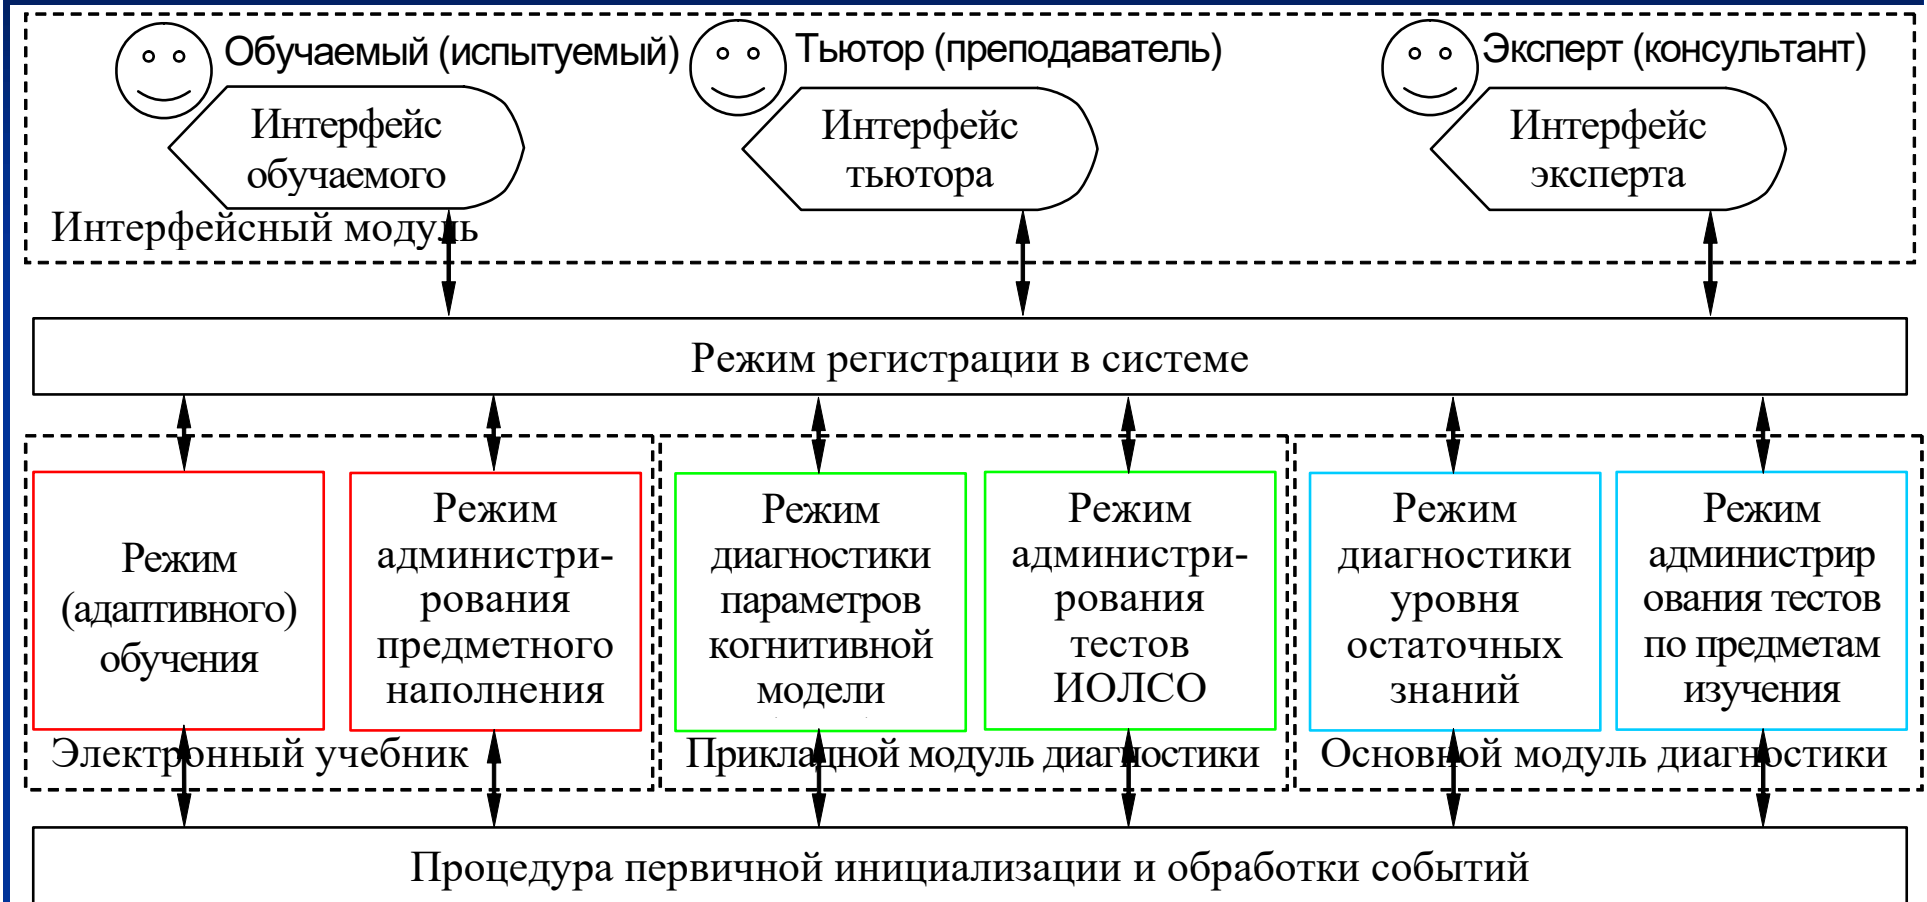 Обучаемый (испытуемый)
Тьютор (преподаватель)
Эксперт (консультант)
Интерфейс
обучаемого
Интерфейс
тьютора
Интерфейс
эксперта
Интерфейсный модуль
Режим регистрации в системе
Режим
(адаптивного)
обучения
Режим
администри-
рования
предметного
наполнения
Режим
диагностики
параметров
когнитивной
модели
Режим
администри-
рования
тестов
ИОЛСО
Режим
диагностики
уровня
остаточных
знаний
Режим
администрир
ования тестов
по предметам
изучения
Электронный учебник
Прикладной модуль диагностики
Основной модуль диагностики
Процедура первичной инициализации и обработки событий